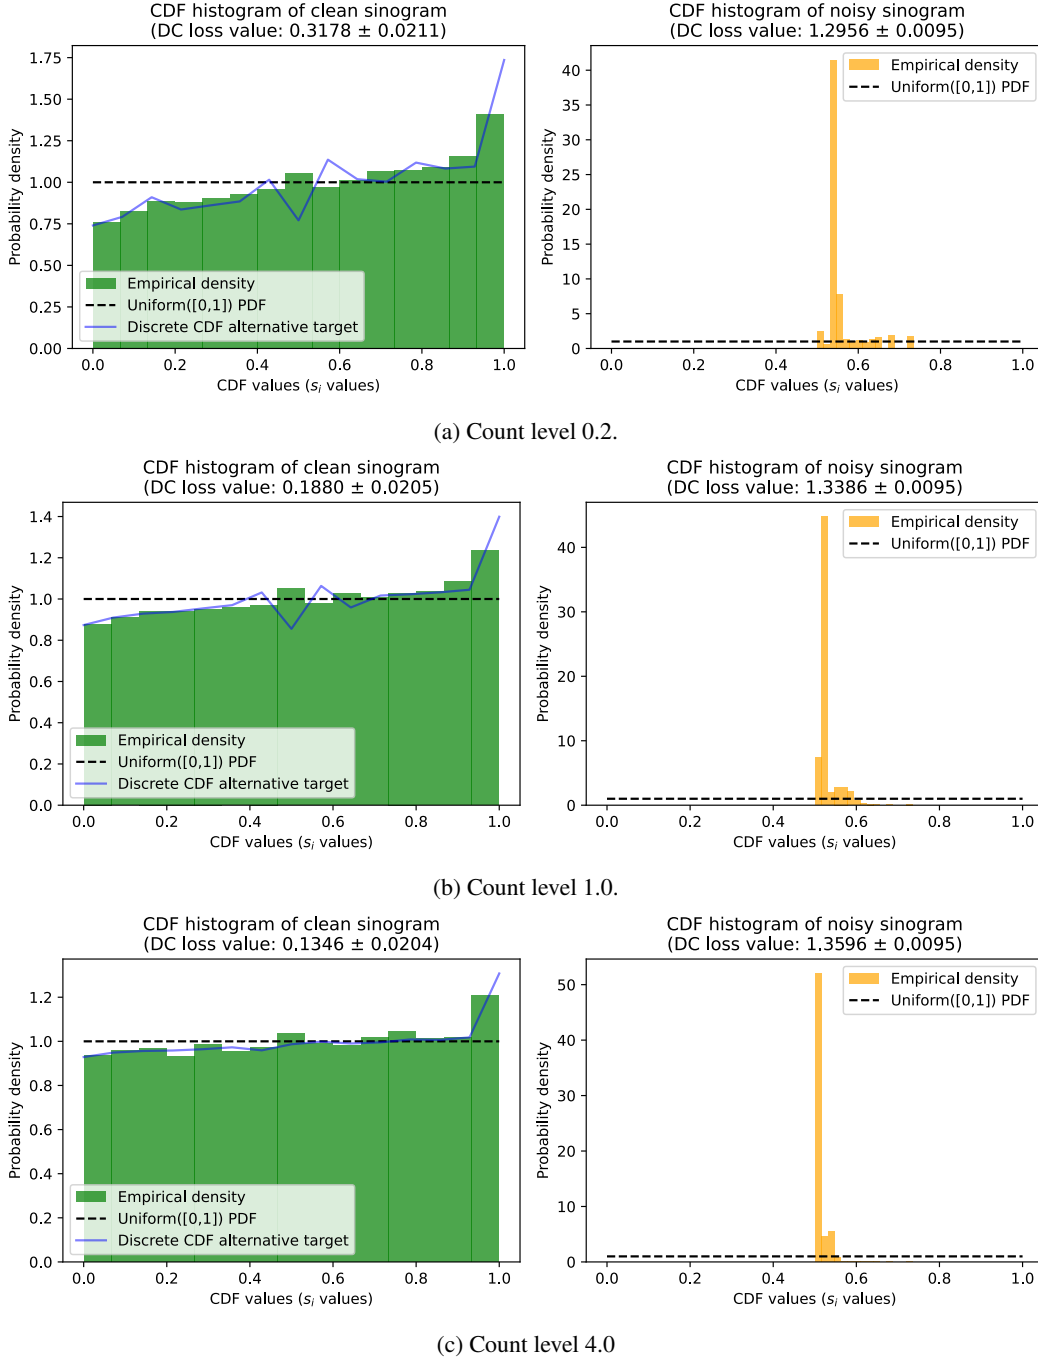 CDF histogram of clean sinogram
(DC loss value: 0.3178 ± 0.0211)
Probability density
1.75
1.50
1.25
1.00
0.75
0.50
0.25
0.00
Empirical density
Uniform([0,1]) PDF
Discrete CDF alternative target
0.0 0.2 0.4 0.6 0.8 1.0
CDF values (s_i values)
CDF histogram of noisy sinogram
(DC loss value: 1.2956 ± 0.0095)
Probability density
40
35
30
25
20
15
10
5
0
Empirical density
Uniform([0,1]) PDF
0.0 0.2 0.4 0.6 0.8 1.0
CDF values (s_i values)
(a) Count level 0.2.
CDF histogram of clean sinogram
(DC loss value: 0.1880 ± 0.0205)
Probability density
1.4
1.2
1.0
0.8
0.6
0.4
0.2
0.0
Empirical density
Uniform([0,1]) PDF
Discrete CDF alternative target
0.0 0.2 0.4 0.6 0.8 1.0
CDF values (s_i values)
CDF histogram of noisy sinogram
(DC loss value: 1.3386 ± 0.0095)
Probability density
40
30
20
10
0
Empirical density
Uniform([0,1]) PDF
0.0 0.2 0.4 0.6 0.8 1.0
CDF values (s_i values)
(b) Count level 1.0.
CDF histogram of clean sinogram
(DC loss value: 0.1346 ± 0.0204)
Probability density
1.2
1.0
0.8
0.6
0.4
0.2
0.0
Empirical density
Uniform([0,1]) PDF
Discrete CDF alternative target
0.0 0.2 0.4 0.6 0.8 1.0
CDF values (s_i values)
CDF histogram of noisy sinogram
(DC loss value: 1.3596 ± 0.0095)
Probability density
50
40
30
20
10
0
Empirical density
Uniform([0,1]) PDF
0.0 0.2 0.4 0.6 0.8 1.0
CDF values (s_i values)
(c) Count level 4.0